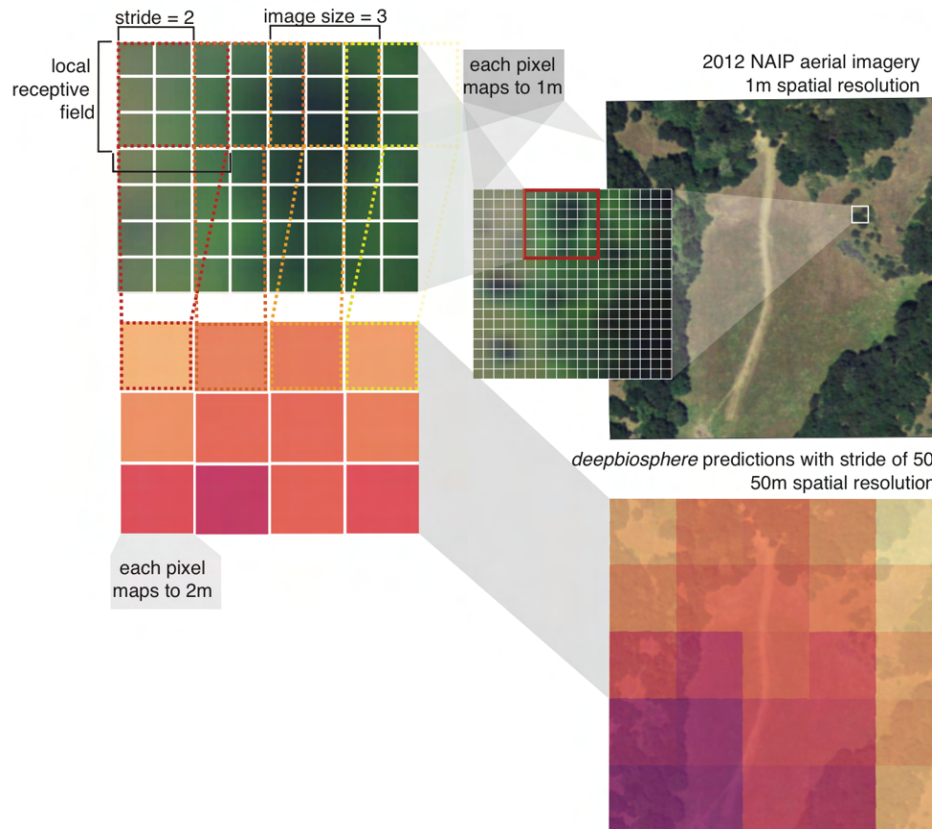 stride = 2
image size = 3
local
receptive
field
each pixel
maps to 1m
2012 NAIP aerial imagery
1m spatial resolution
deepbiosphere predictions with stride of 50
50m spatial resolution
each pixel
maps to 2m